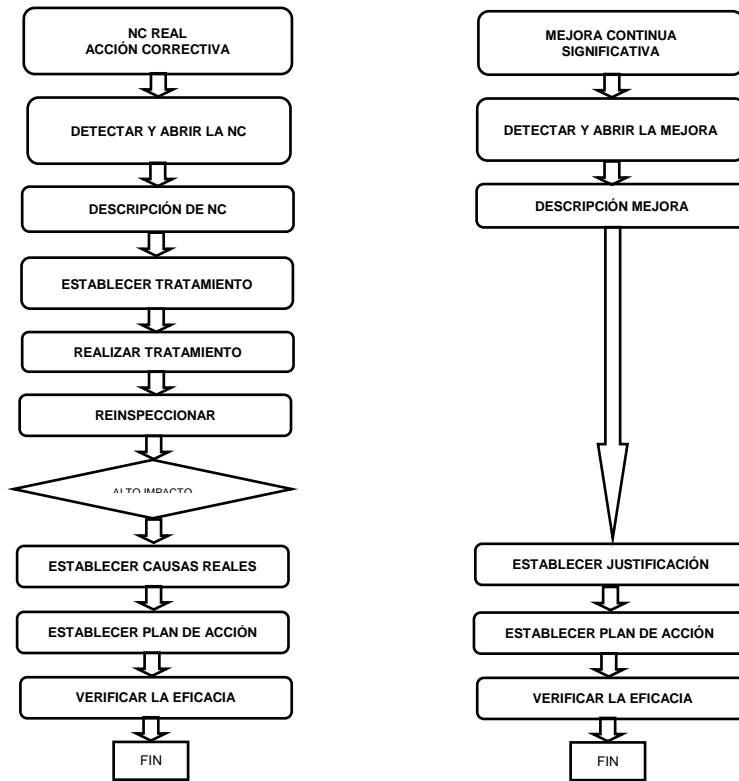 NC REAL
ACCIÓN CORRECTIVA
DETECTAR Y ABRIR LA NC
DESCRIPCIÓN DE NC
ESTABLECER TRATAMIENTO
REALIZAR TRATAMIENTO
REINSPECCIONAR
ALTO IMPACTO
ESTABLECER CAUSAS REALES
ESTABLECER PLAN DE ACCIÓN
VERIFICAR LA EFICACIA
FIN
MEJORA CONTINUA
SIGNIFICATIVA
DETECTAR Y ABRIR LA MEJORA
DESCRIPCIÓN MEJORA
ESTABLECER JUSTIFICACIÓN
ESTABLECER PLAN DE ACCIÓN
VERIFICAR LA EFICACIA
FIN